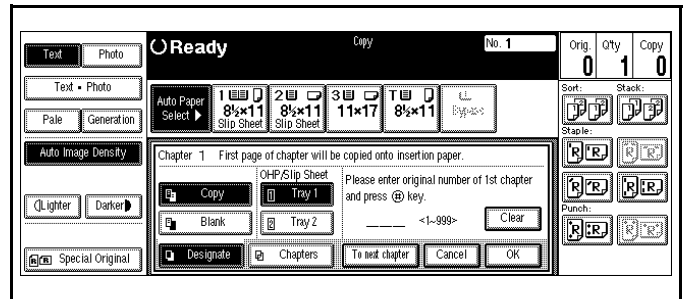 Text Photo
Text • Photo
Pale Generation
Auto Image Density
Lighter Darker
Special Original
Ready Copy No. 1
Auto Paper Select
1 8½×11 Slip Sheet
2 8½×11 Slip Sheet
3 11×17
T 8½×11
Bypass
Chapter 1 First page of chapter will be copied onto insertion paper.
OHP/Slip Sheet
Copy 1 Tray 1
Blank 2 Tray 2
Please enter original number of 1st chapter
and press # key.
____ <1~999> Clear
Designate Chapters To next chapter Cancel OK
Orig. Q'ty Copy
0 1 0
Sort: Stack:
Staple:
Punch: